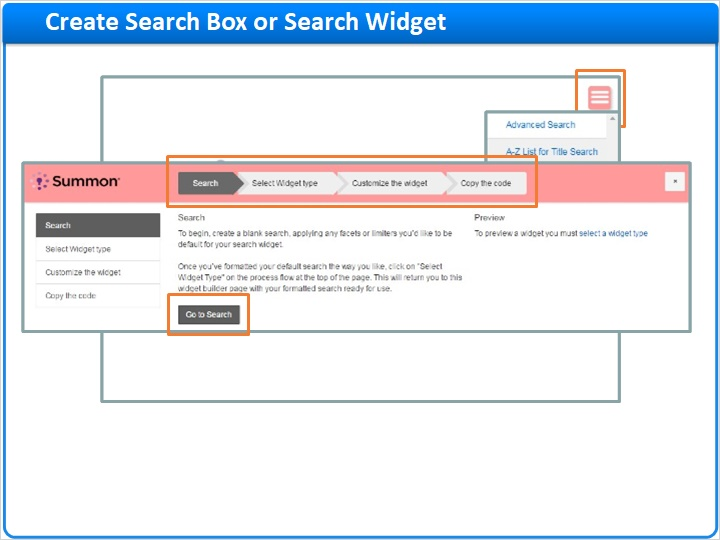 Create Search Box or Search Widget
Advanced Search
A-Z List for Title Search
Summon
Search
Select Widget type
Customize the widget
Copy the code
Search
Select Widget type
Customize the widget
Copy the code
Search
To begin, create a blank search, applying any facets or limiters you'd like to be
default for your search widget.
Once you've formatted your default search the way you like, click on "Select
Widget Type" on the process flow at the top of the page. This will return you to this
widget builder page with your formatted search ready for use.
Go to Search
Preview
To preview a widget you must select a widget type